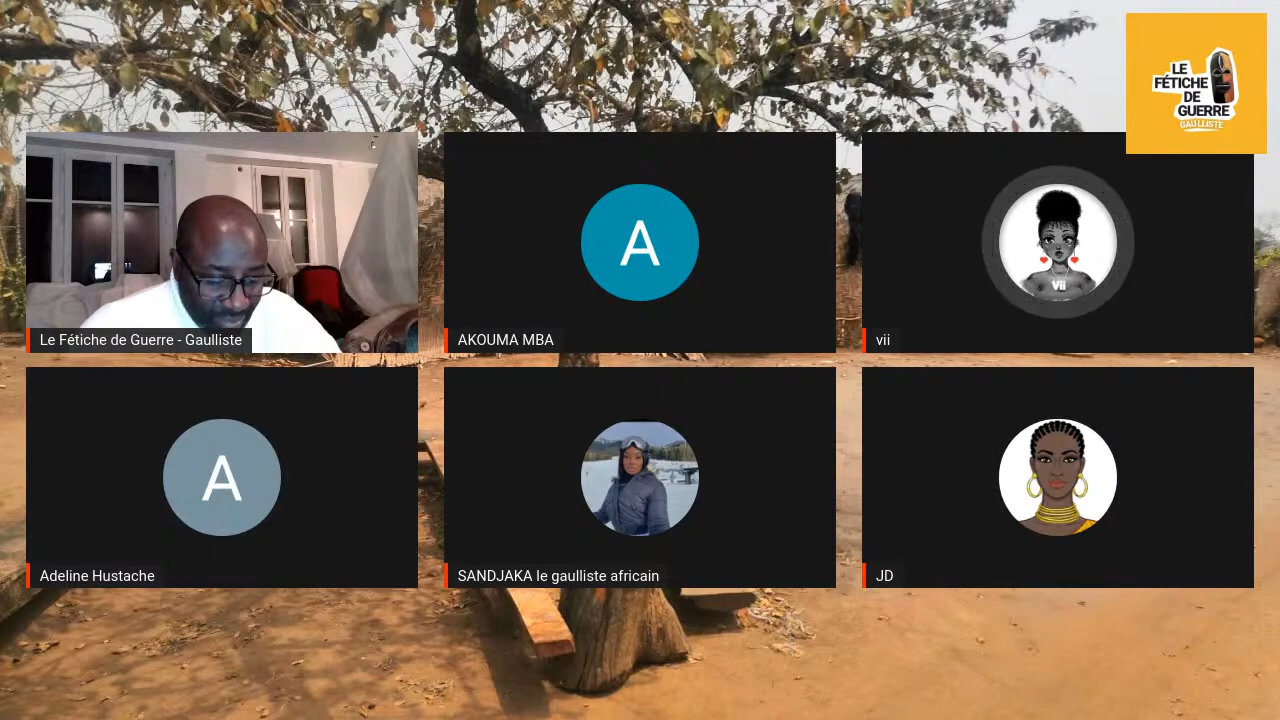 LE
FÉTICHE
DE
GUERRE
GAULLISTE
Le Fétiche de Guerre - Gaulliste
A
AKOUMA MBA
vii
vii
A
Adeline Hustache
SANDJAKA le gaulliste africain
JD